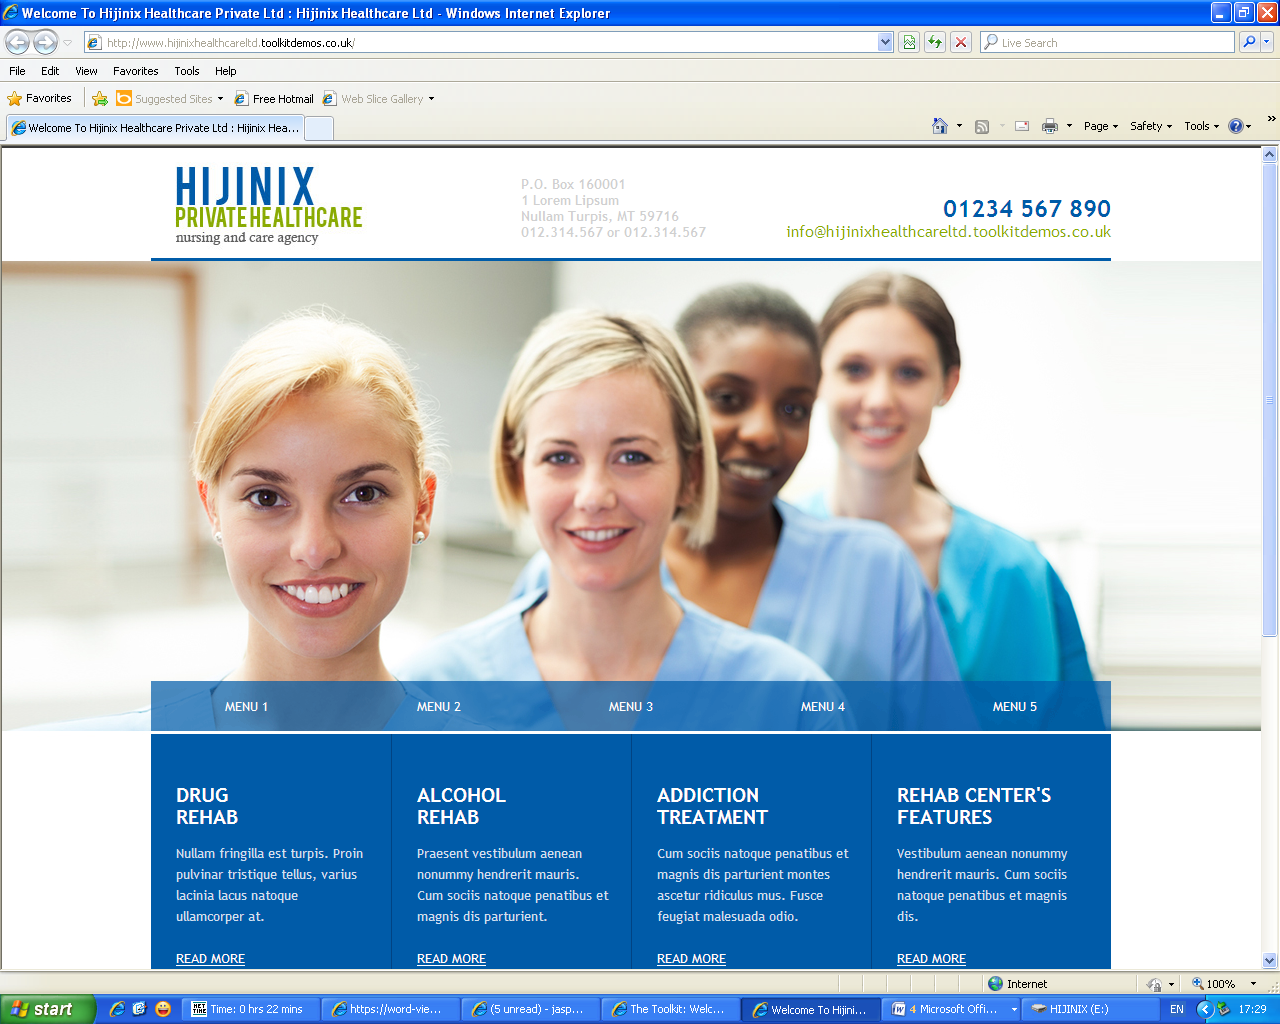 Welcome To Hijinix Healthcare Private Ltd : Hijinix Healthcare Ltd - Windows Internet Explorer
http://www.hijinixhealthcareltd.toolkitdemos.co.uk/
Live Search
File Edit View Favorites Tools Help
Favorites Suggested Sites Free Hotmail Web Slice Gallery
Welcome To Hijinix Healthcare Private Ltd : Hijinix Hea...
Page Safety Tools
HIJINIX
PRIVATE HEALTHCARE
nursing and care agency
P.O. Box 160001
1 Lorem Lipsum
Nullam Turpis, MT 59716
012.314.567 or 012.314.567
01234 567 890
info@hijinixhealthcareltd.toolkitdemos.co.uk
MENU 1 MENU 2 MENU 3 MENU 4 MENU 5
DRUG
REHAB
Nullam fringilla est turpis. Proin
pulvinar tristique tellus, varius
lacinia lacus natoque
ullamcorper at.
READ MORE
ALCOHOL
REHAB
Praesent vestibulum aenean
nonummy hendrerit mauris.
Cum sociis natoque penatibus et
magnis dis parturient.
READ MORE
ADDICTION
TREATMENT
Cum sociis natoque penatibus et
magnis dis parturient montes
ascetur ridiculus mus. Fusce
feugiat malesuada odio.
READ MORE
REHAB CENTER'S
FEATURES
Vestibulum aenean nonummy
hendrerit mauris. Cum sociis
natoque penatibus et magnis
dis.
READ MORE
Internet 100%
start NET TIME Time: 0 hrs 22 mins https://word-vie... (5 unread) - jasp... The Toolkit: Welc... Welcome To Hijini... 4 Microsoft Offi... HIJINIX (E:) EN 17:29